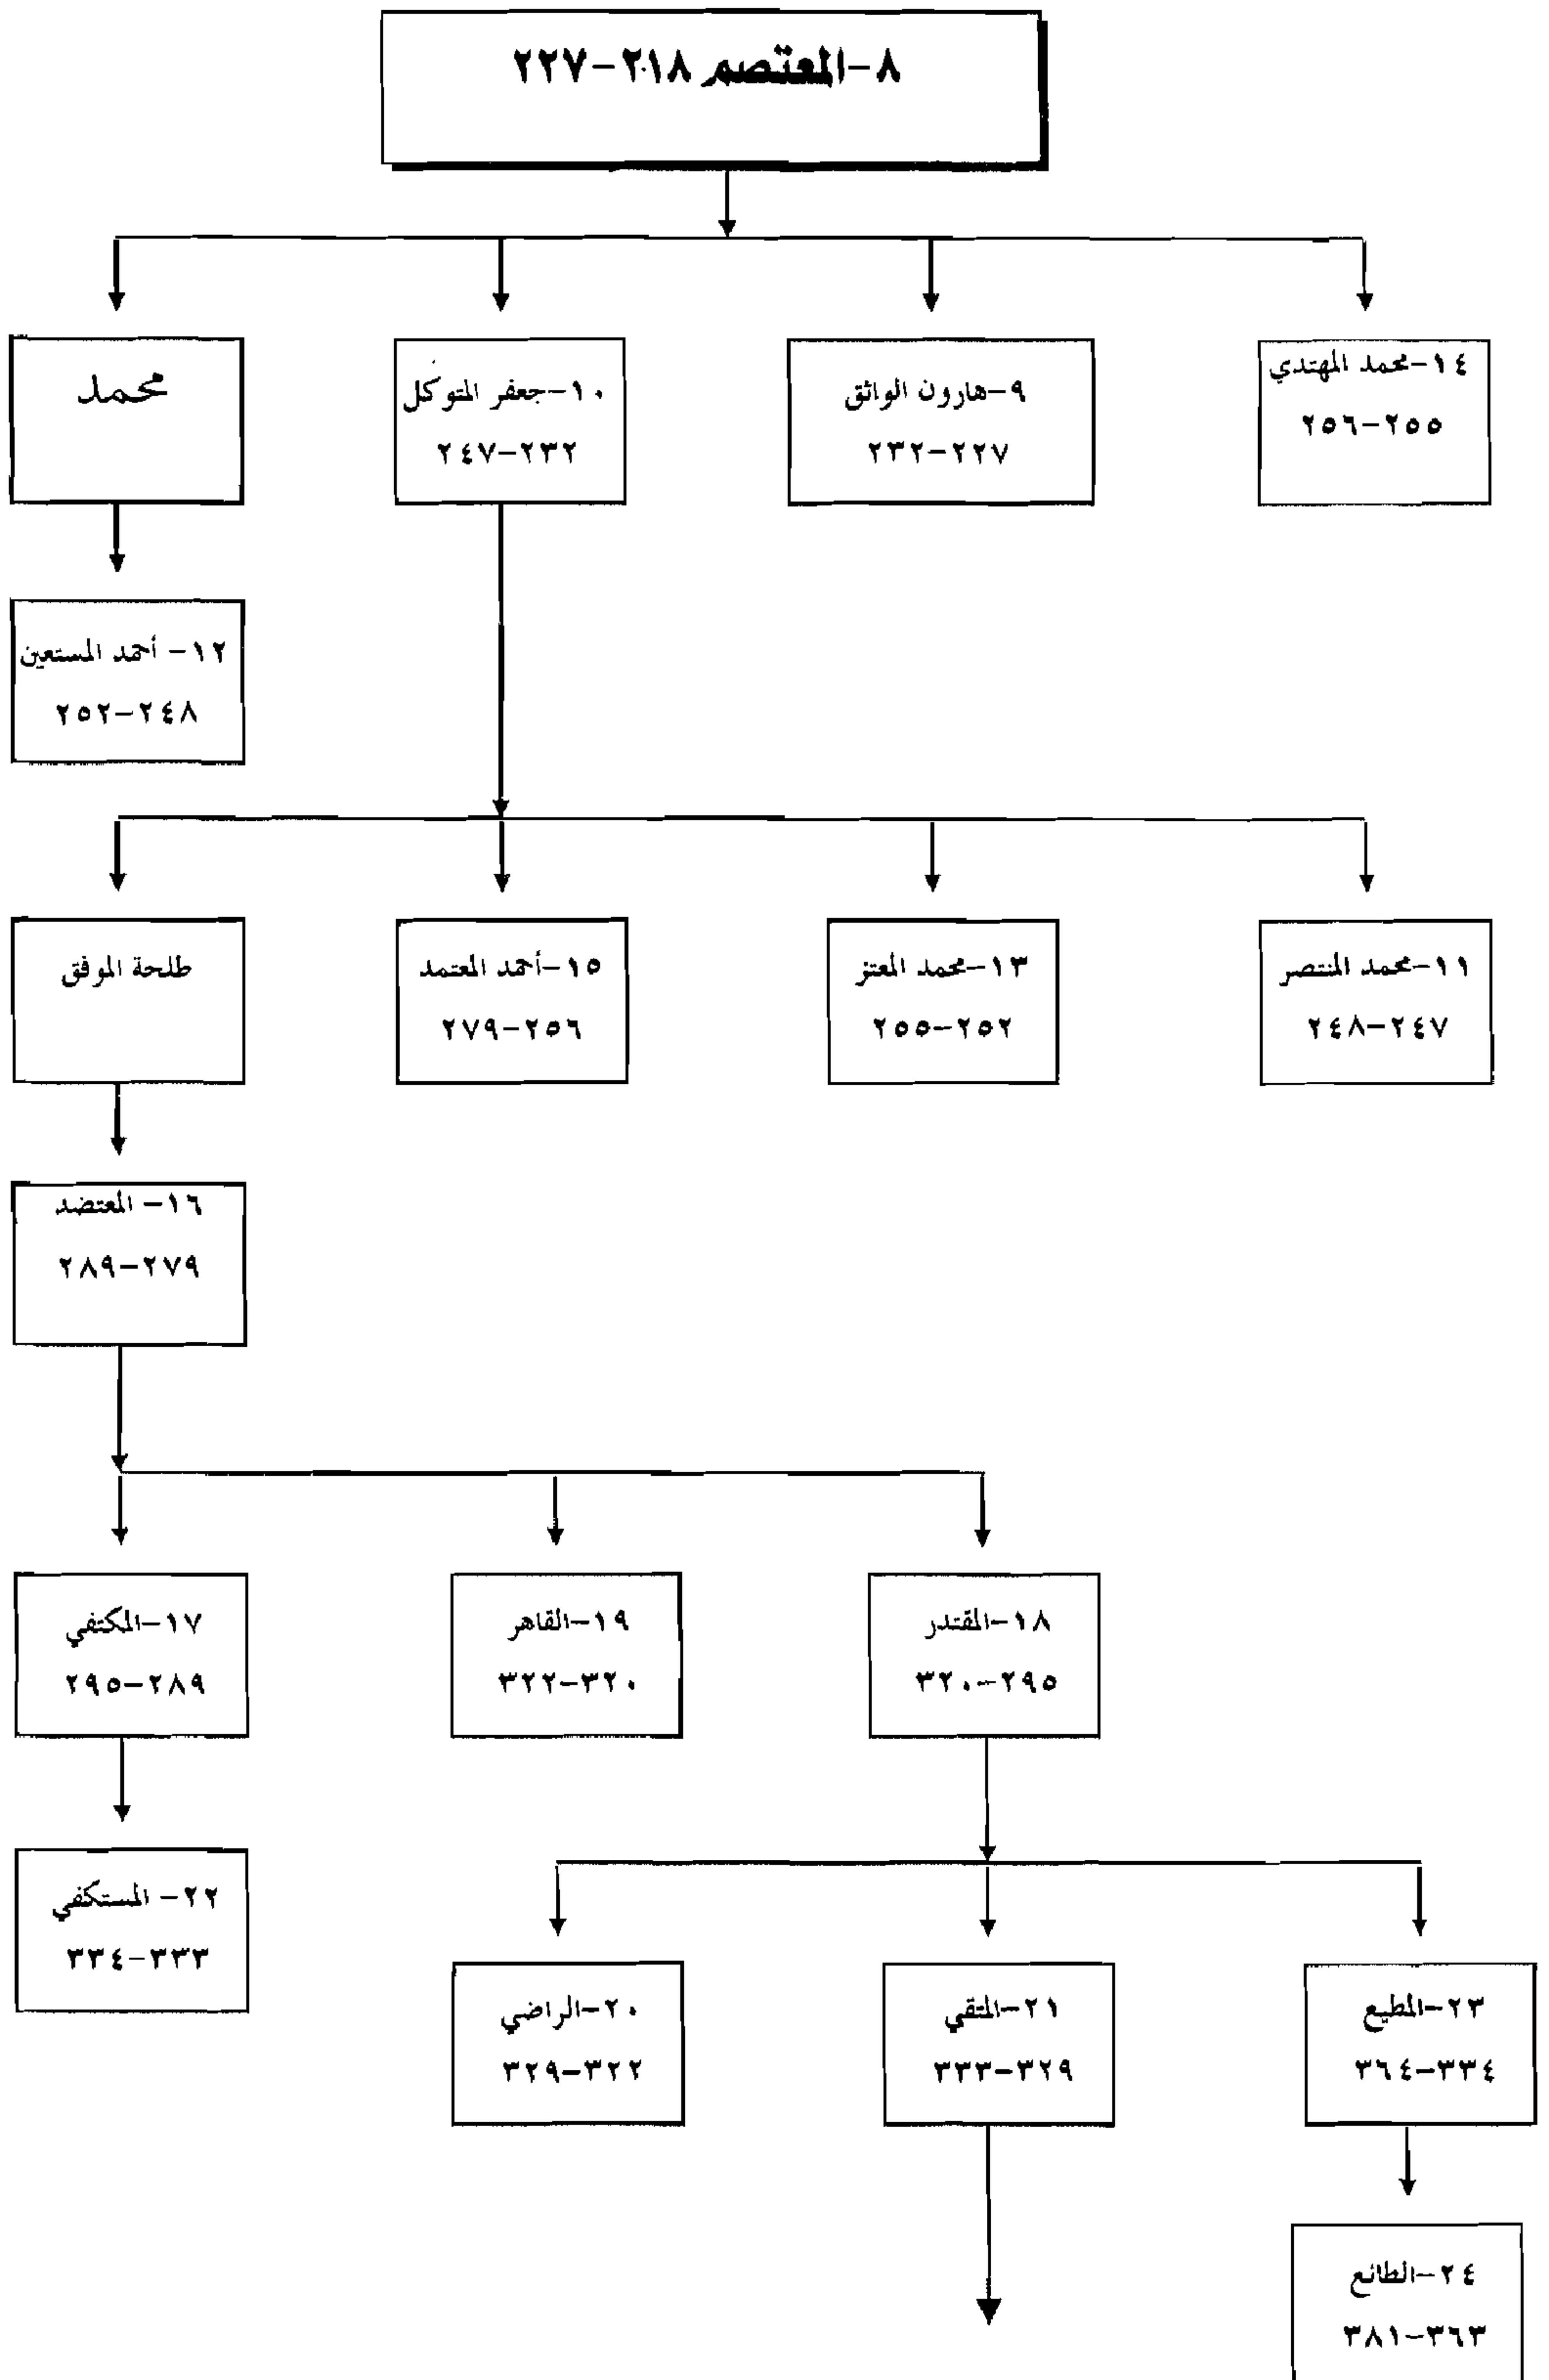 ٨-المعتصم ٢١٨-٢٢٧
١٤-محمد المهتدي
٢٥٥-٢٥٦
٩-هارون الواثق
٢٢٧-٢٣٢
١٠-جعفر المتوكل
٢٣٢-٢٤٧
محمد
١٢- أحمد المستعين
٢٤٨-٢٥٢
١١-محمد المنتصر
٢٤٧-٢٤٨
١٣-محمد المعتز
٢٥٢-٢٥٥
١٥-أحمد المعتمد
٢٥٦-٢٧٩
طلحة الموفق
١٦- المعتضد
٢٧٩-٢٨٩
١٨-المقتدر
٢٩٥-٣٢٠
١٩-القاهر
٣٢٠-٣٢٢
١٧-المكتفي
٢٨٩-٢٩٥
٢٢- المستكفي
٣٣٣-٣٣٤
٢٣-المطيع
٣٣٤-٣٦٤
٢١-المتقي
٣٢٩-٣٣٣
٢٠-الراضي
٣٢٢-٣٢٩
٢٤-الطائع
٣٦٣-٣٨١